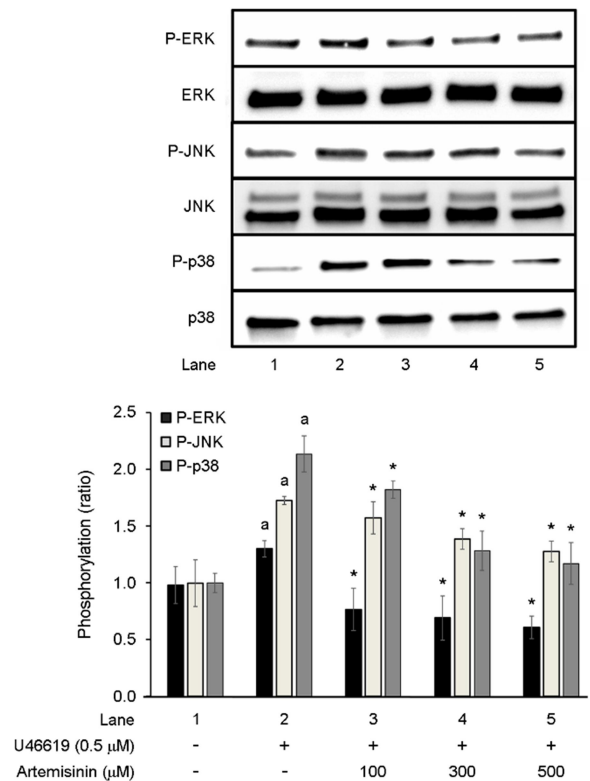 P-ERK
ERK
P-JNK
JNK
P-p38
p38
Lane 1 2 3 4 5
2.5
2.0
1.5
1.0
0.5
0.0
Phosphorylation (ratio)
P-ERK
P-JNK
P-p38
a a a
* *
*
* *
*
* *
*
Lane 1 2 3 4 5
U46619 (0.5 µM) - + + + +
Artemisinin (µM) - - 100 300 500